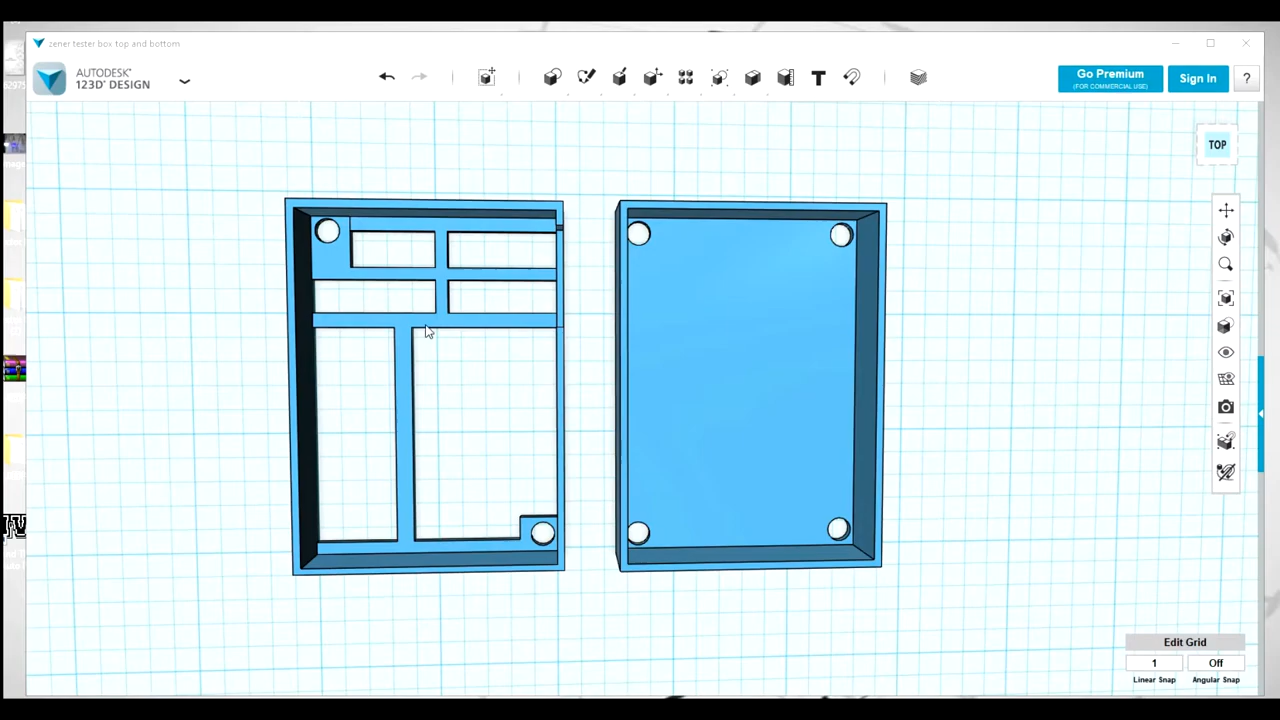 zener tester box top and bottom
AUTODESK®
123D® DESIGN
Go Premium
(FOR COMMERCIAL USE)
Sign In
?
T
TOP
Edit Grid
1
Off
Linear Snap
Angular Snap